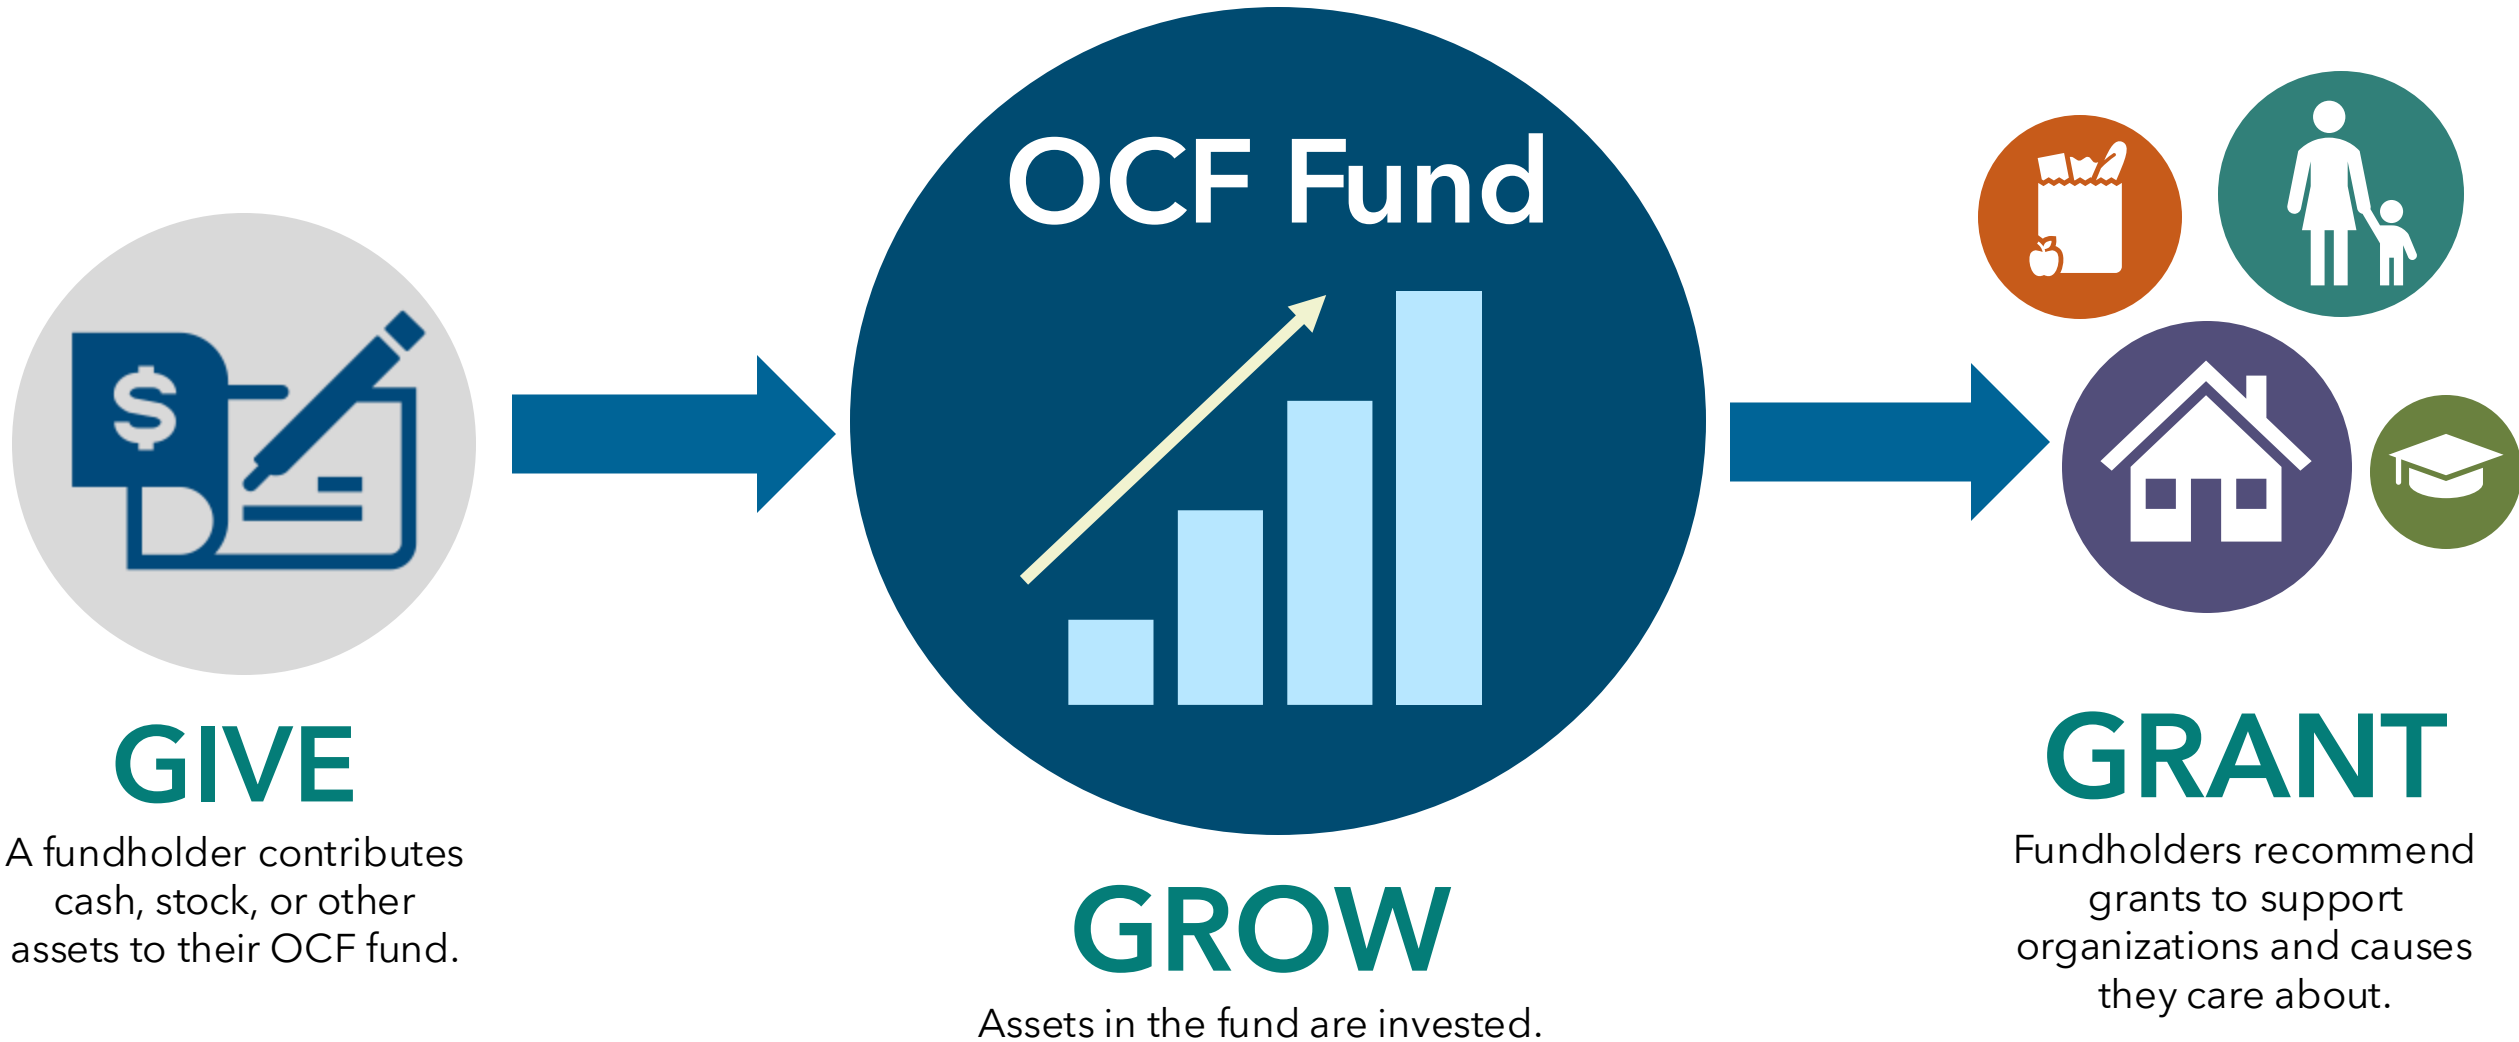 OCF Fund
$
GIVE
A fundholder contributes
cash, stock, or other
assets to their OCF fund.
GROW
Assets in the fund are invested.
GRANT
Fundholders recommend
grants to support
organizations and causes
they care about.